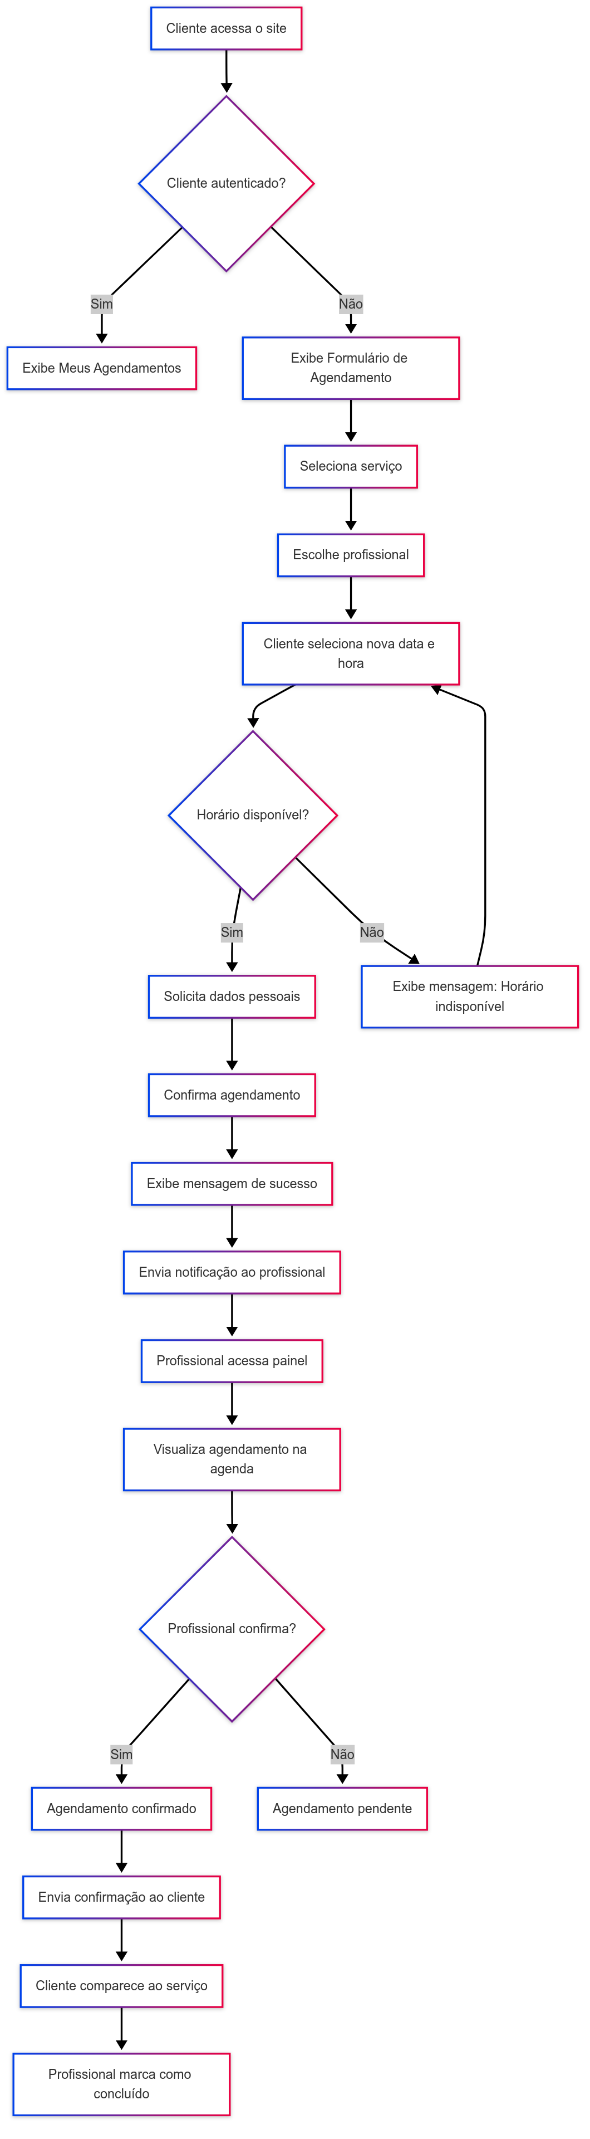 Cliente acessa o site
Cliente autenticado?
Sim
Não
Exibe Meus Agendamentos
Exibe Formulário de
Agendamento
Seleciona serviço
Escolhe profissional
Cliente seleciona nova data e
hora
Horário disponível?
Sim
Não
Solicita dados pessoais
Exibe mensagem: Horário
indisponível
Confirma agendamento
Exibe mensagem de sucesso
Envia notificação ao profissional
Profissional acessa painel
Visualiza agendamento na
agenda
Profissional confirma?
Sim
Não
Agendamento confirmado
Agendamento pendente
Envia confirmação ao cliente
Cliente comparece ao serviço
Profissional marca como
concluído